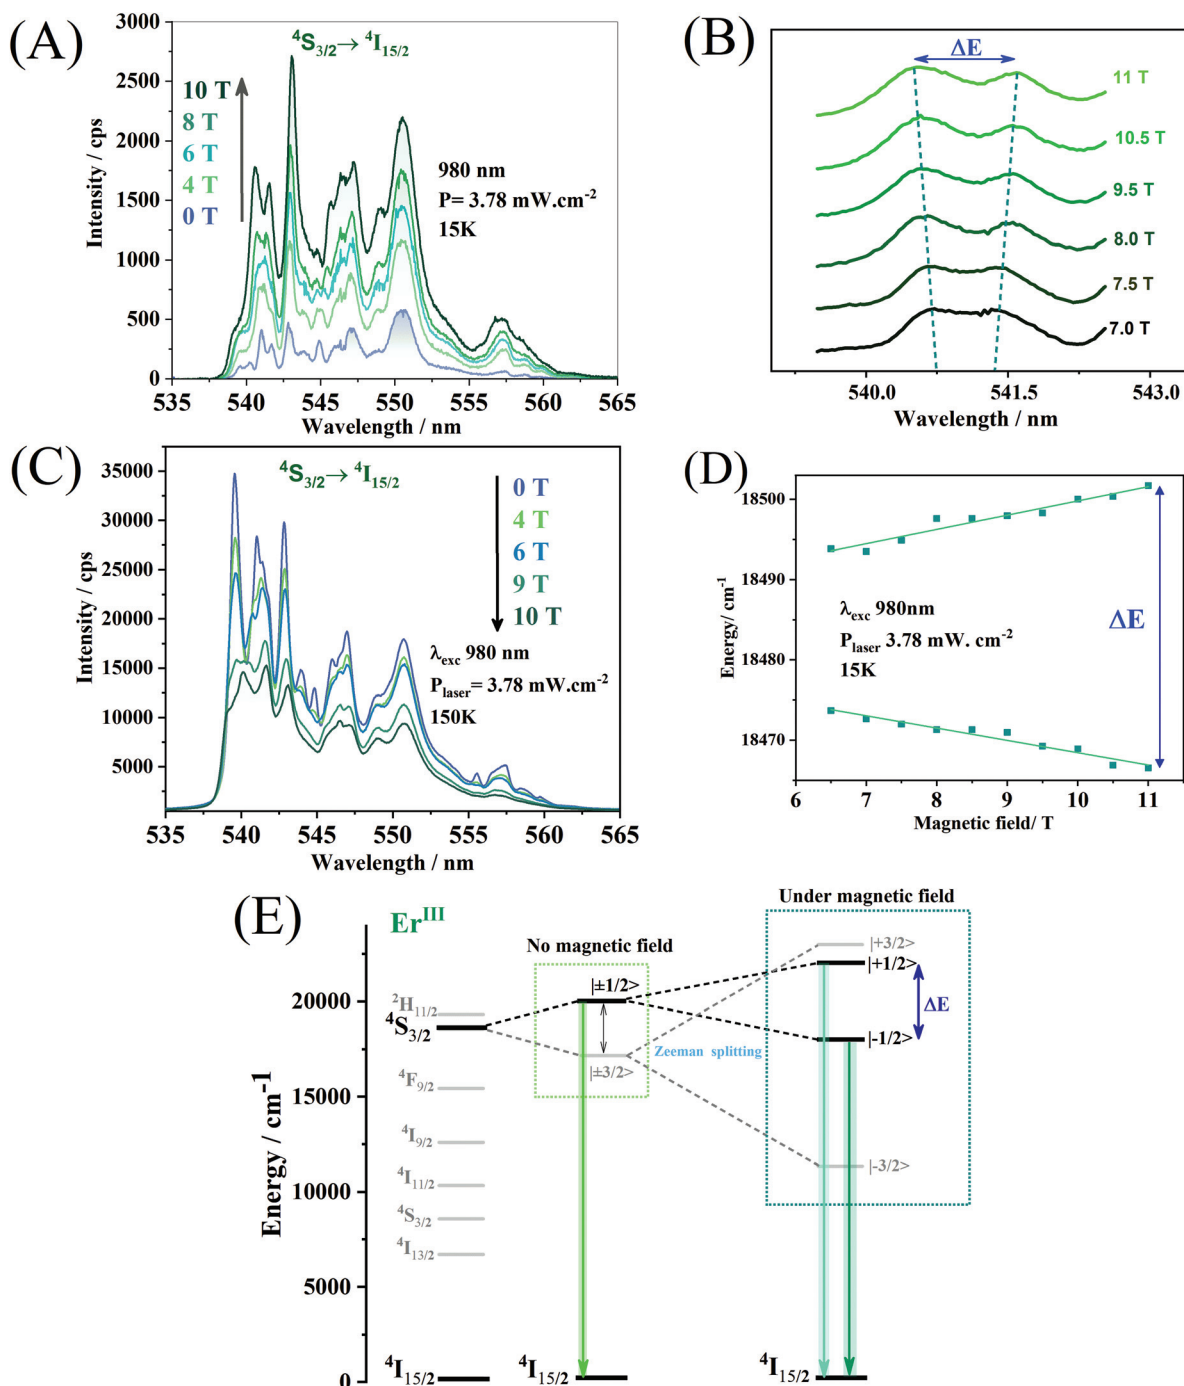 (A)
3000
2500
2000
1500
1000
500
0
Intensity / cps
⁴S₃/₂→ ⁴I₁₅/₂
10 T
8 T
6 T
4 T
0 T
980 nm
P= 3.78 mW.cm⁻²
15K
535 540 545 550 555 560 565
Wavelength / nm
(B)
ΔE
11 T
10.5 T
9.5 T
8.0 T
7.5 T
7.0 T
540.0 541.5 543.0
Wavelength / nm
(C)
35000
30000
25000
20000
15000
10000
5000
Intensity / cps
⁴S₃/₂→ ⁴I₁₅/₂
0 T
4 T
6 T
9 T
10 T
λexc 980 nm
Plaser= 3.78 mW.cm⁻²
150K
535 540 545 550 555 560 565
Wavelength / nm
(D)
18500
18490
18480
18470
Energy/ cm⁻¹
λexc 980nm
Plaser 3.78 mW. cm⁻²
15K
ΔE
6 7 8 9 10 11
Magnetic field/ T
(E)
Erᴵᴵᴵ
No magnetic field
Under magnetic field
20000
15000
10000
5000
0
Energy / cm⁻¹
²H₁₁/₂
⁴S₃/₂
⁴F₉/₂
⁴I₉/₂
⁴I₁₁/₂
⁴S₃/₂
⁴I₁₃/₂
⁴I₁₅/₂
|±1/2>
|±3/2>
⁴I₁₅/₂
Zeeman splitting
|+3/2>
|+1/2>
ΔE
|-1/2>
|-3/2>
⁴I₁₅/₂